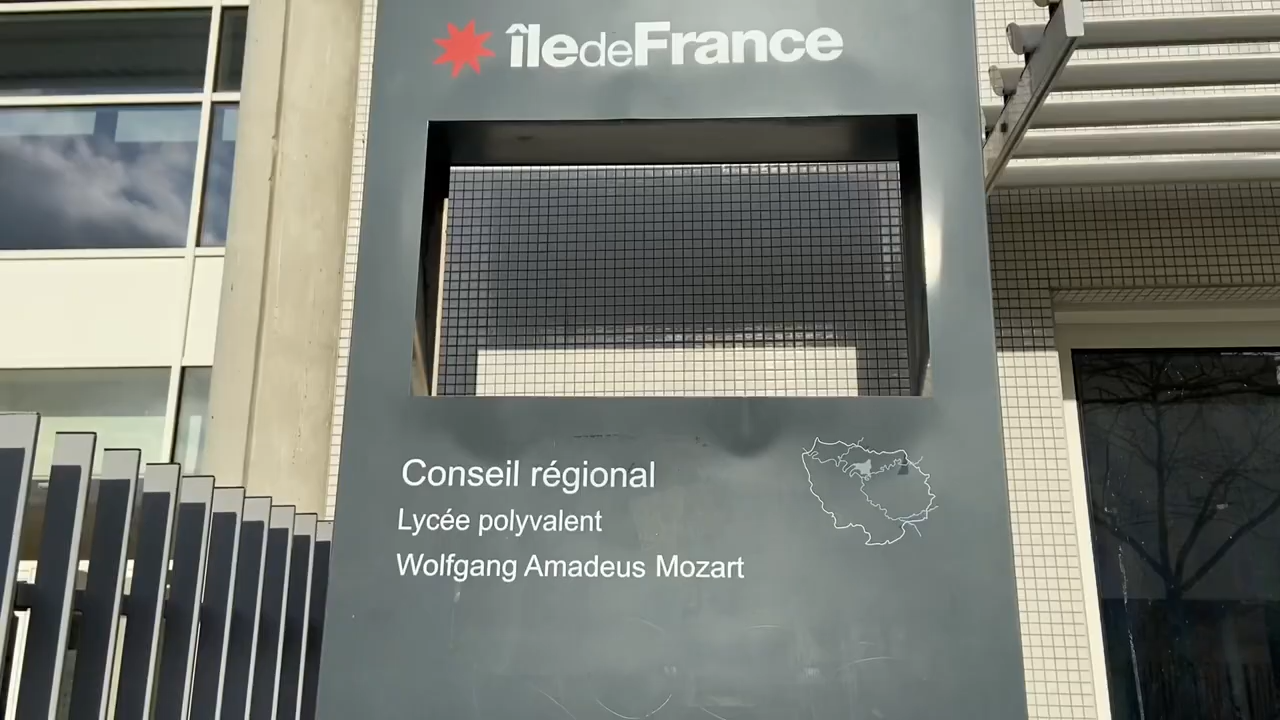 îledeFrance
Conseil régional
Lycée polyvalent
Wolfgang Amadeus Mozart